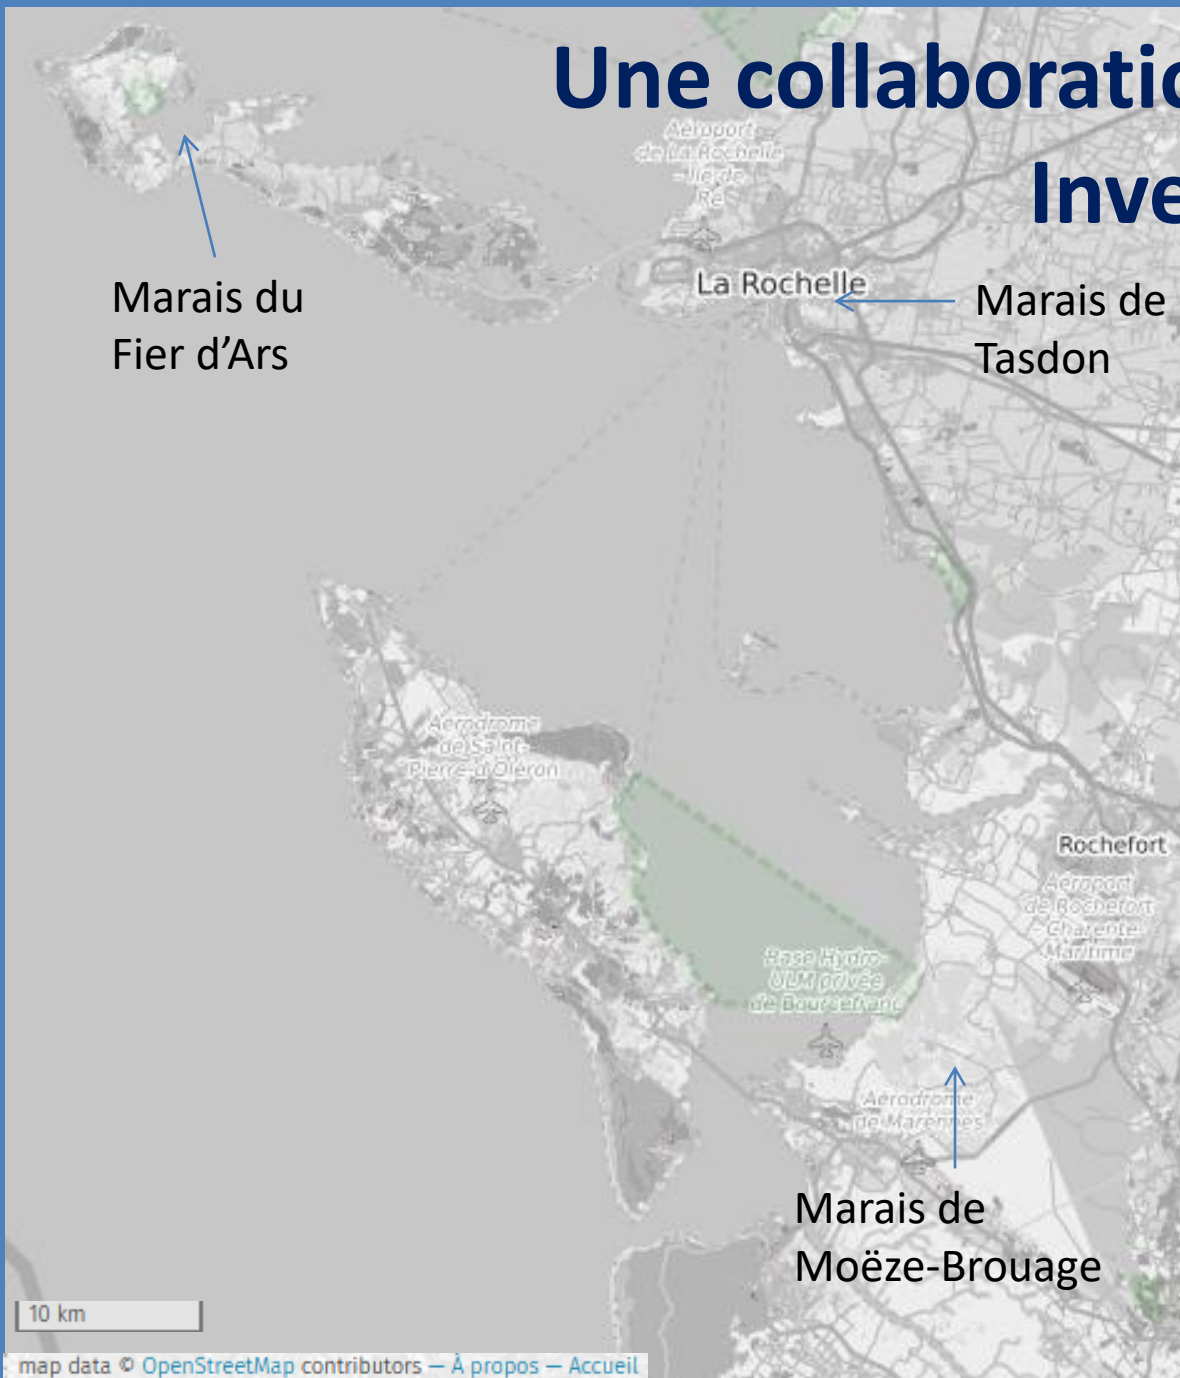 Une collaboratio
Inve
Aéroport
de La Rochelle
- Île de
Ré
La Rochelle
Marais du
Fier d’Ars
Marais de
Tasdon
Aérodrome
de Saint-
Pierre-d'Oléron
Rochefort
Aéroport
de Rochefort
- Charente-
Maritime
Base Hydro-
ULM privée
de Bourcefranc
Aérodrome
de Marennes
Marais de
Moëze-Brouage
10 km
map data © OpenStreetMap contributors — À propos — Accueil